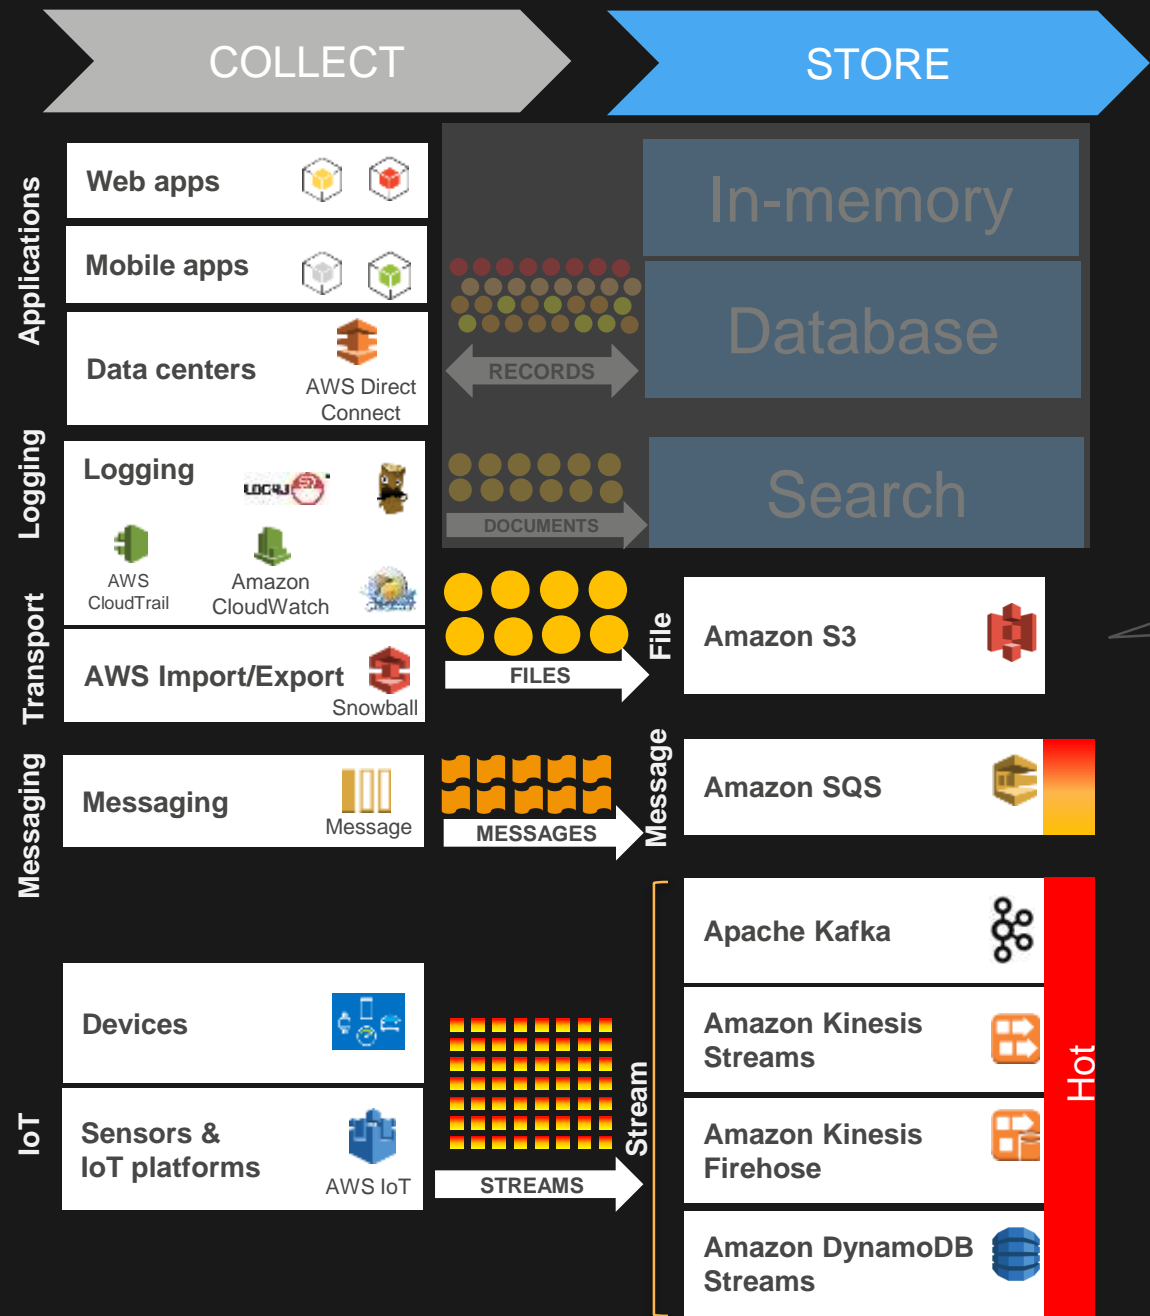 COLLECT
STORE
Applications
Web apps
Mobile apps
Data centers
AWS Direct
Connect
In-memory
Database
RECORDS
Logging
Logging
LOG4J
AWS
CloudTrail
Amazon
CloudWatch
DOCUMENTS
Search
Transport
AWS Import/Export
Snowball
FILES
File
Amazon S3
Messaging
Messaging
Message
MESSAGES
Message
Amazon SQS
IoT
Devices
Sensors &
IoT platforms
AWS IoT
STREAMS
Stream
Apache Kafka
Amazon Kinesis
Streams
Amazon Kinesis
Firehose
Amazon DynamoDB
Streams
Hot